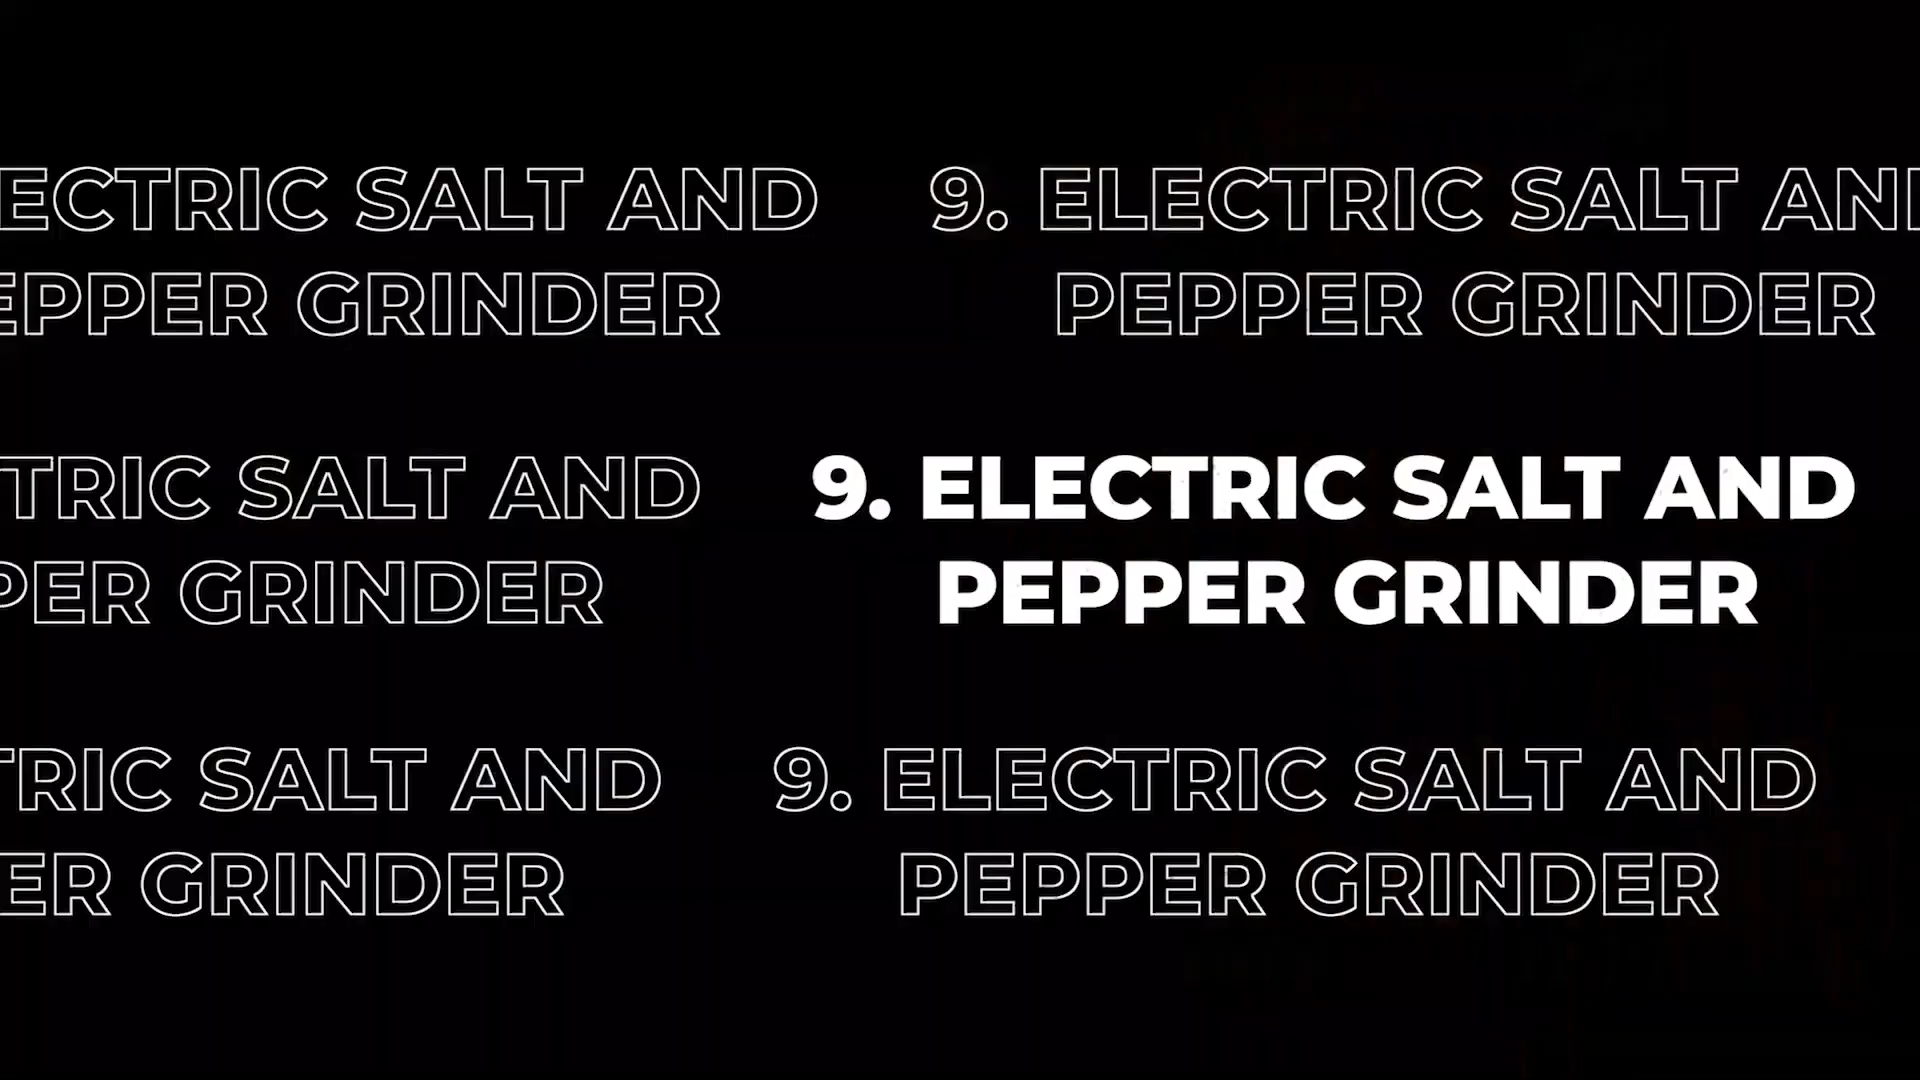 ECTRIC SALT AND
EPPER GRINDER
9. ELECTRIC SALT AN
PEPPER GRINDER
TRIC SALT AND
PER GRINDER
9. ELECTRIC SALT AND
PEPPER GRINDER
TRIC SALT AND
ER GRINDER
9. ELECTRIC SALT AND
PEPPER GRINDER